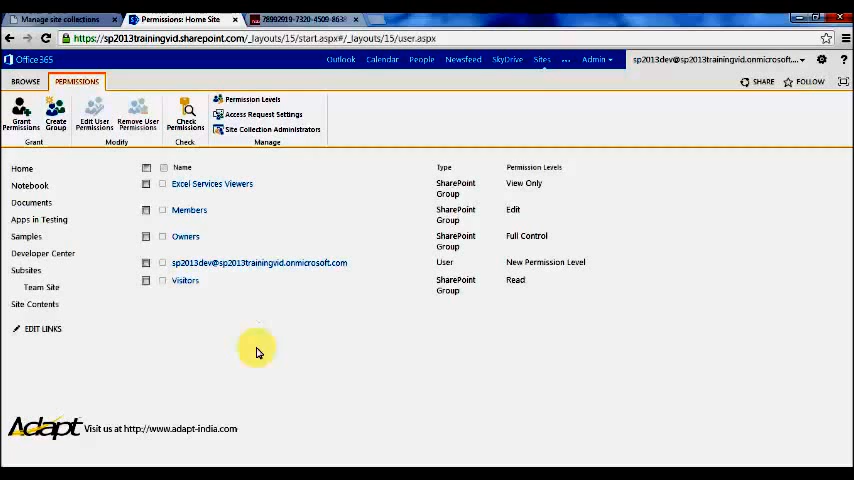 Manage site collections
Permissions: Home Site
https://sp2013trainingvid.sharepoint.com/_layouts/15/start.aspx#/_layouts/15/user.aspx
Office 365
Outlook Calendar People Newsfeed SkyDrive Sites ... Admin
sp2013dev@sp2013trainingvid.onmicrosoft....
?
BROWSE PERMISSIONS
SHARE FOLLOW
Grant Permissions
Create Group
Edit User Permissions
Remove User Permissions
Check Permissions
Permission Levels
Access Request Settings
Site Collection Administrators
Grant Modify Check Manage
Home
Notebook
Documents
Apps in Testing
Samples
Developer Center
Subsites
Team Site
Site Contents
EDIT LINKS
Name Type Permission Levels
Excel Services Viewers SharePoint Group View Only
Members SharePoint Group Edit
Owners SharePoint Group Full Control
sp2013dev@sp2013trainingvid.onmicrosoft.com User New Permission Level
Visitors SharePoint Group Read
Adapt Visit us at http://www.adapt-india.com